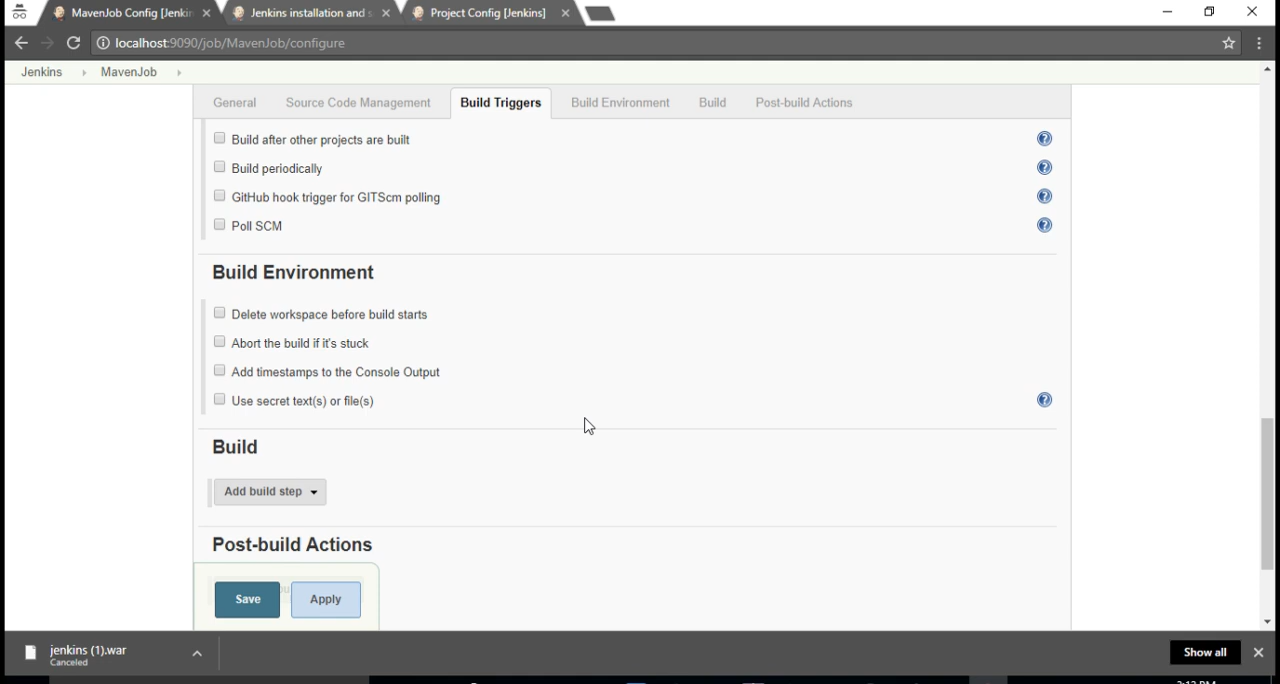 MavenJob Config [Jenkin
Jenkins installation and s
Project Config [Jenkins]
localhost:9090/job/MavenJob/configure
Jenkins
MavenJob
General
Source Code Management
Build Triggers
Build Environment
Build
Post-build Actions
Build after other projects are built
Build periodically
GitHub hook trigger for GITScm polling
Poll SCM
Build Environment
Delete workspace before build starts
Abort the build if it's stuck
Add timestamps to the Console Output
Use secret text(s) or file(s)
Build
Add build step
Post-build Actions
Save
Apply
jenkins (1).war
Canceled
Show all